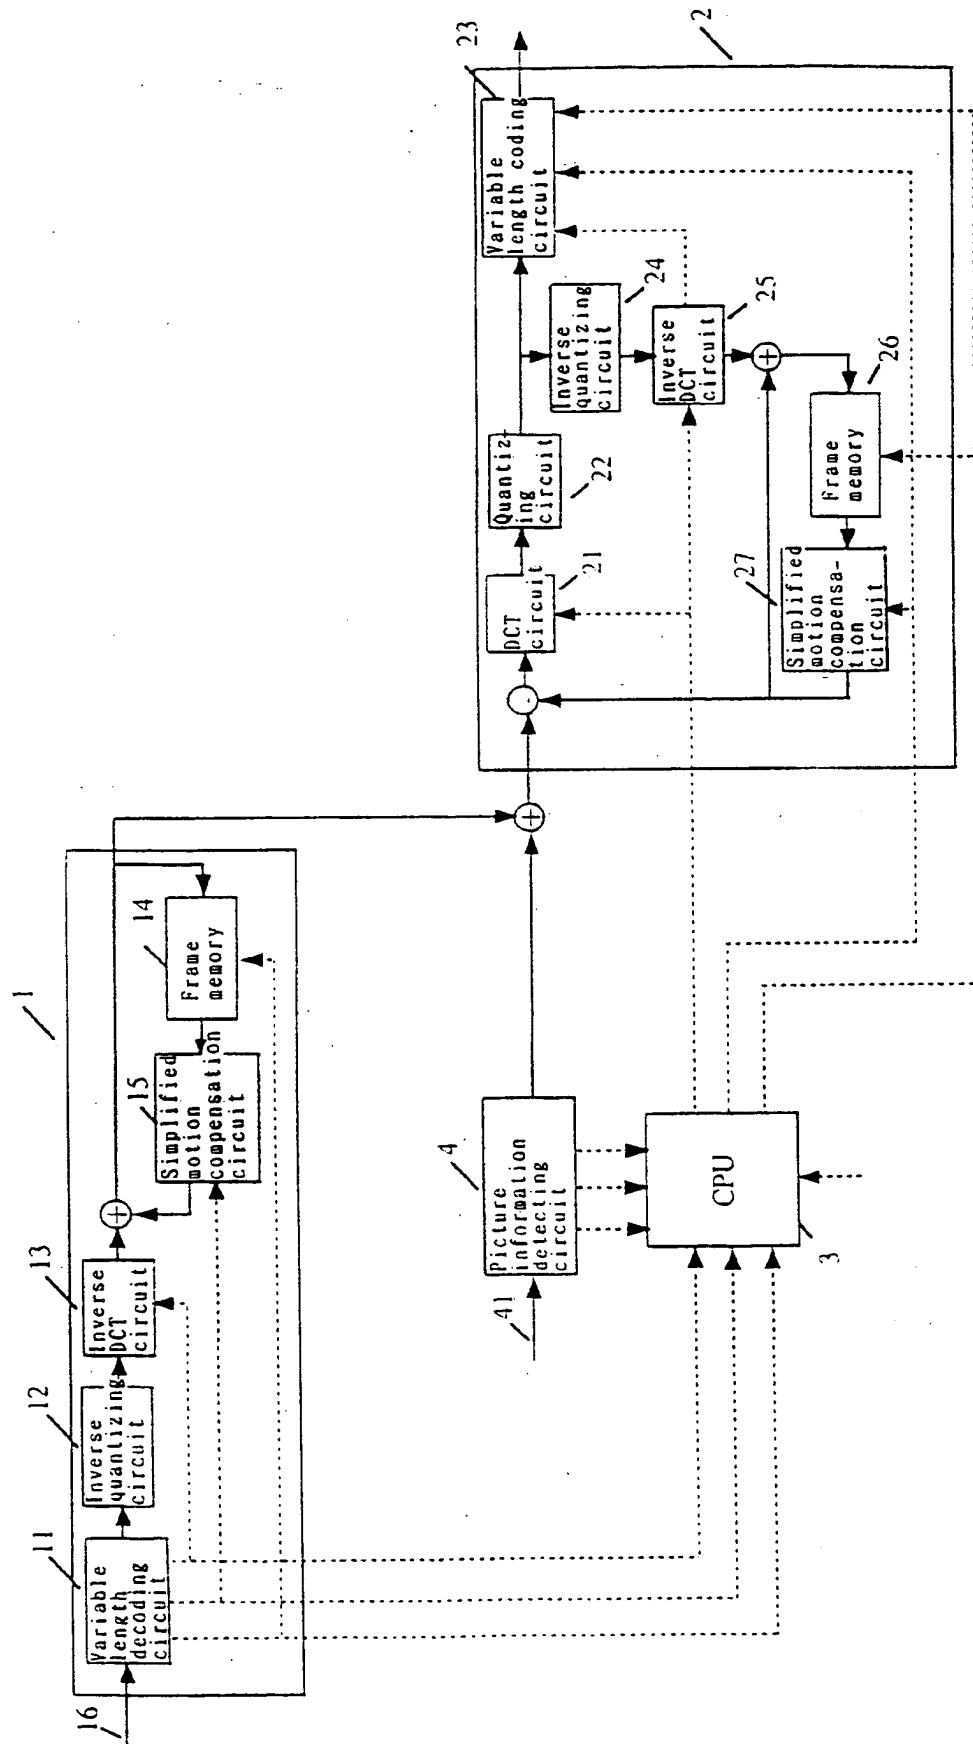 1
16
11
Variable
length
decoding
circuit
12
Inverse
quantizing
circuit
13
Inverse
DCT
circuit
+
15
Simplified
motion
compensation
circuit
14
Frame
memory
41
4
Picture
information
detecting
circuit
3
CPU
+
2
-
21
DCT
circuit
22
Quantiz-
ing
circuit
23
Variable
length coding
circuit
24
Inverse
quantizing
circuit
25
Inverse
DCT
circuit
+
26
Frame
memory
27
Simplified
motion
compensa-
tion
circuit